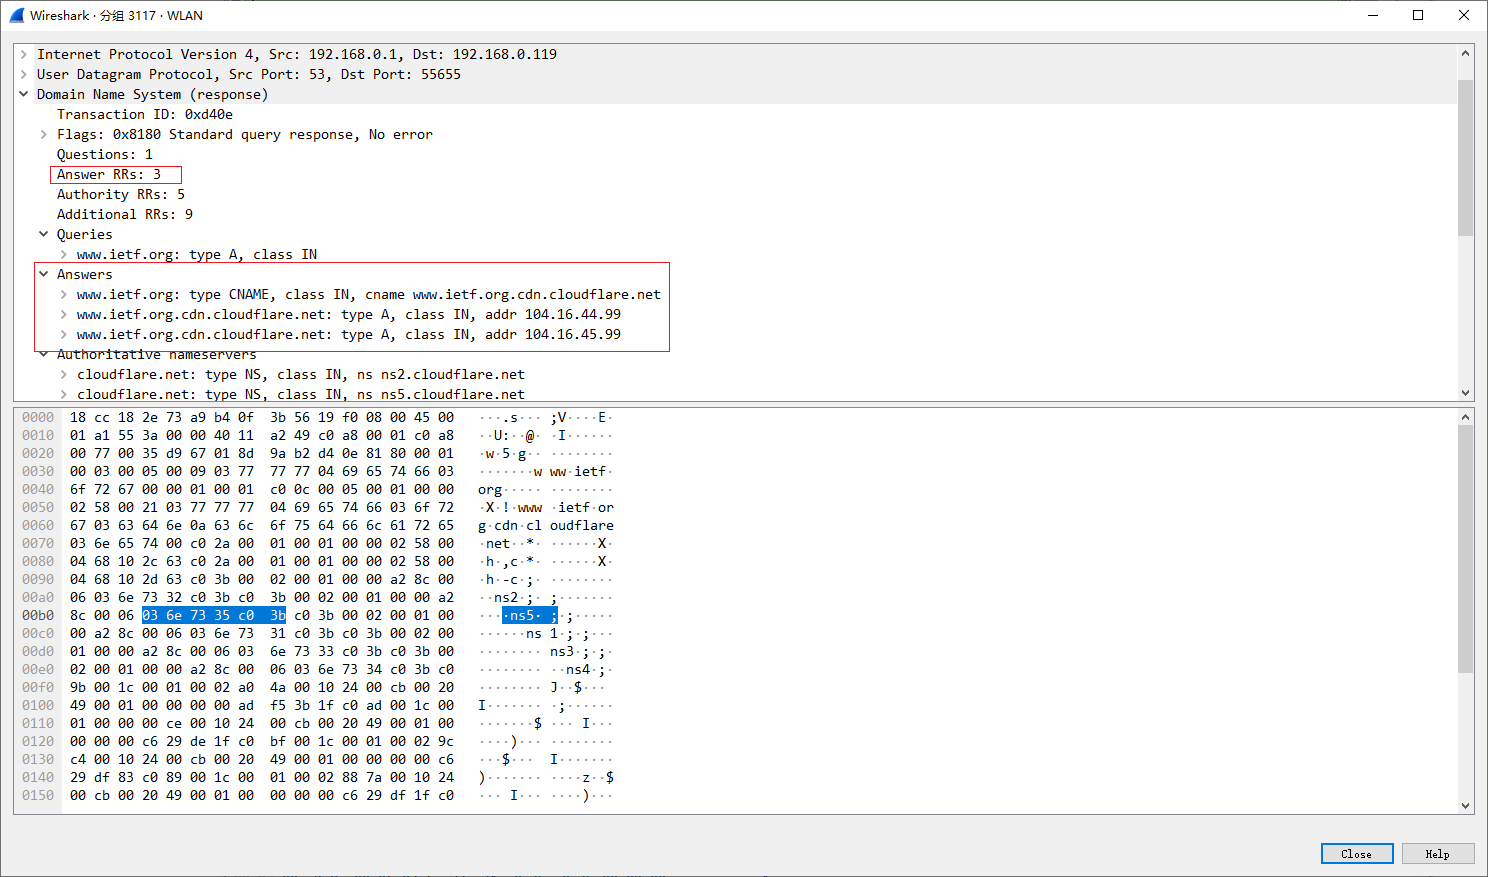 Wireshark · 分组 3117 · WLAN
Internet Protocol Version 4, Src: 192.168.0.1, Dst: 192.168.0.119
User Datagram Protocol, Src Port: 53, Dst Port: 55655
Domain Name System (response)
Transaction ID: 0xd40e
Flags: 0x8180 Standard query response, No error
Questions: 1
Answer RRs: 3
Authority RRs: 5
Additional RRs: 9
Queries
www.ietf.org: type A, class IN
Answers
www.ietf.org: type CNAME, class IN, cname www.ietf.org.cdn.cloudflare.net
www.ietf.org.cdn.cloudflare.net: type A, class IN, addr 104.16.44.99
www.ietf.org.cdn.cloudflare.net: type A, class IN, addr 104.16.45.99
Authoritative nameservers
cloudflare.net: type NS, class IN, ns ns2.cloudflare.net
cloudflare.net: type NS, class IN, ns ns5.cloudflare.net
0000 18 cc 18 2e 73 a9 b4 0f 3b 56 19 f0 08 00 45 00 ····.s··· ;V····E·
0010 01 a1 55 3a 00 00 40 11 a2 49 c0 a8 00 01 c0 a8 ··U:··@· ·I······
0020 00 77 00 35 d9 67 01 8d 9a b2 d4 0e 81 80 00 01 ·w·5·g·· ········
0030 00 03 00 05 00 09 03 77 77 77 04 69 65 74 66 03 ·······w ww·ietf·
0040 6f 72 67 00 00 01 00 01 c0 0c 00 05 00 01 00 00 org····· ········
0050 02 58 00 21 03 77 77 77 04 69 65 74 66 03 6f 72 ·X·!·www ·ietf·or
0060 67 03 63 64 6e 0a 63 6c 6f 75 64 66 6c 61 72 65 g·cdn·cl oudflare
0070 03 6e 65 74 00 c0 2a 00 01 00 01 00 00 02 58 00 ·net··*· ······X·
0080 04 68 10 2c 63 c0 2a 00 01 00 01 00 00 02 58 00 ·h·,c·*· ······X·
0090 04 68 10 2d 63 c0 3b 00 02 00 01 00 00 a2 8c 00 ·h·-c·;· ········
00a0 06 03 6e 73 32 c0 3b c0 3b 00 02 00 01 00 00 a2 ··ns2·;· ;·······
00b0 8c 00 06 03 6e 73 35 c0 3b c0 3b 00 02 00 01 00 ····ns5· ;·;·····
00c0 00 a2 8c 00 06 03 6e 73 31 c0 3b c0 3b 00 02 00 ······ns 1·;·;···
00d0 01 00 00 a2 8c 00 06 03 6e 73 33 c0 3b c0 3b 00 ········ ns3·;·;·
00e0 02 00 01 00 00 a2 8c 00 06 03 6e 73 34 c0 3b c0 ········ ··ns4·;·
00f0 9b 00 1c 00 01 00 02 a0 4a 00 10 24 00 cb 00 20 ········ J··$···
0100 49 00 01 00 00 00 00 ad f5 3b 1f c0 ad 00 1c 00 I······· ·;······
0110 01 00 00 00 ce 00 10 24 00 cb 00 20 49 00 01 00 ·······$ ··· I···
0120 00 00 00 c6 29 de 1f c0 bf 00 1c 00 01 00 02 9c ····)··· ········
0130 c4 00 10 24 00 cb 00 20 49 00 01 00 00 00 00 c6 ···$··· I·······
0140 29 df 83 c0 89 00 1c 00 01 00 02 88 7a 00 10 24 )······· ····z··$
0150 00 cb 00 20 49 00 01 00 00 00 00 c6 29 df 1f c0 ··· I··· ····)···
Close
Help